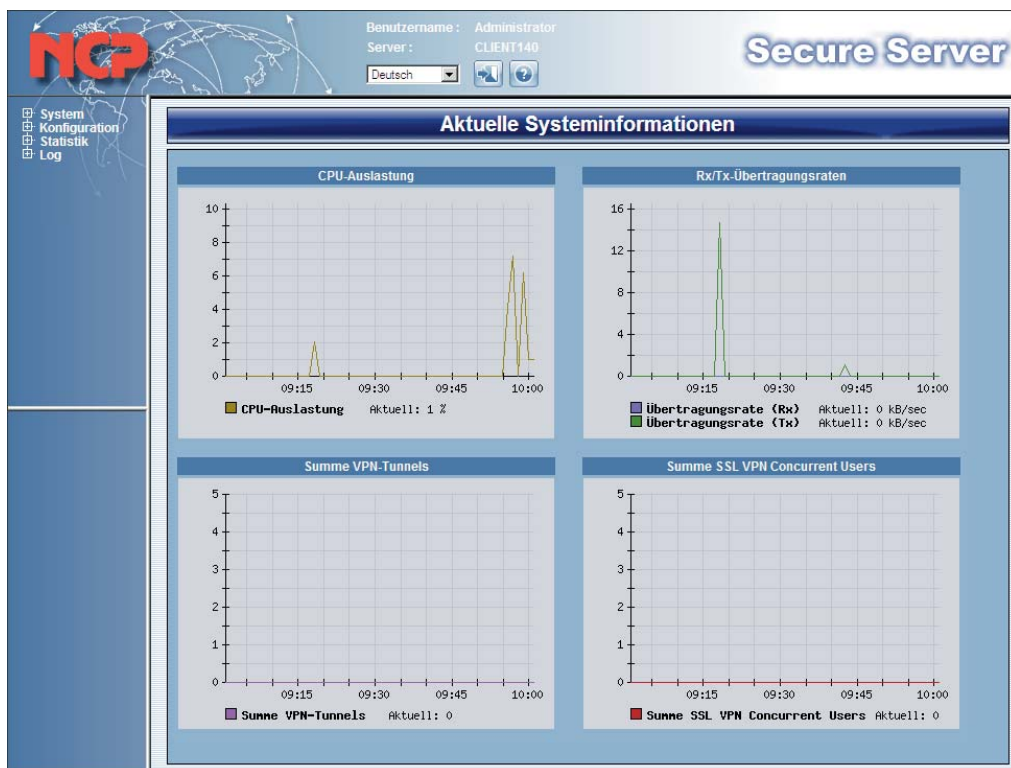 NCP
Benutzername : Administrator
Server : CLIENT140
Deutsch
Secure Server
System
Konfiguration
Statistik
Log
Aktuelle Systeminformationen
CPU-Auslastung
10
8
6
4
2
0
09:15 09:30 09:45 10:00
CPU-Auslastung Aktuell: 1 %
Rx/Tx-Übertragungsraten
16
12
8
4
0
09:15 09:30 09:45 10:00
Übertragungsrate (Rx) Aktuell: 0 kB/sec
Übertragungsrate (Tx) Aktuell: 0 kB/sec
Summe VPN-Tunnels
5
4
3
2
1
0
09:15 09:30 09:45 10:00
Summe VPN-Tunnels Aktuell: 0
Summe SSL VPN Concurrent Users
5
4
3
2
1
0
09:15 09:30 09:45 10:00
Summe SSL VPN Concurrent Users Aktuell: 0